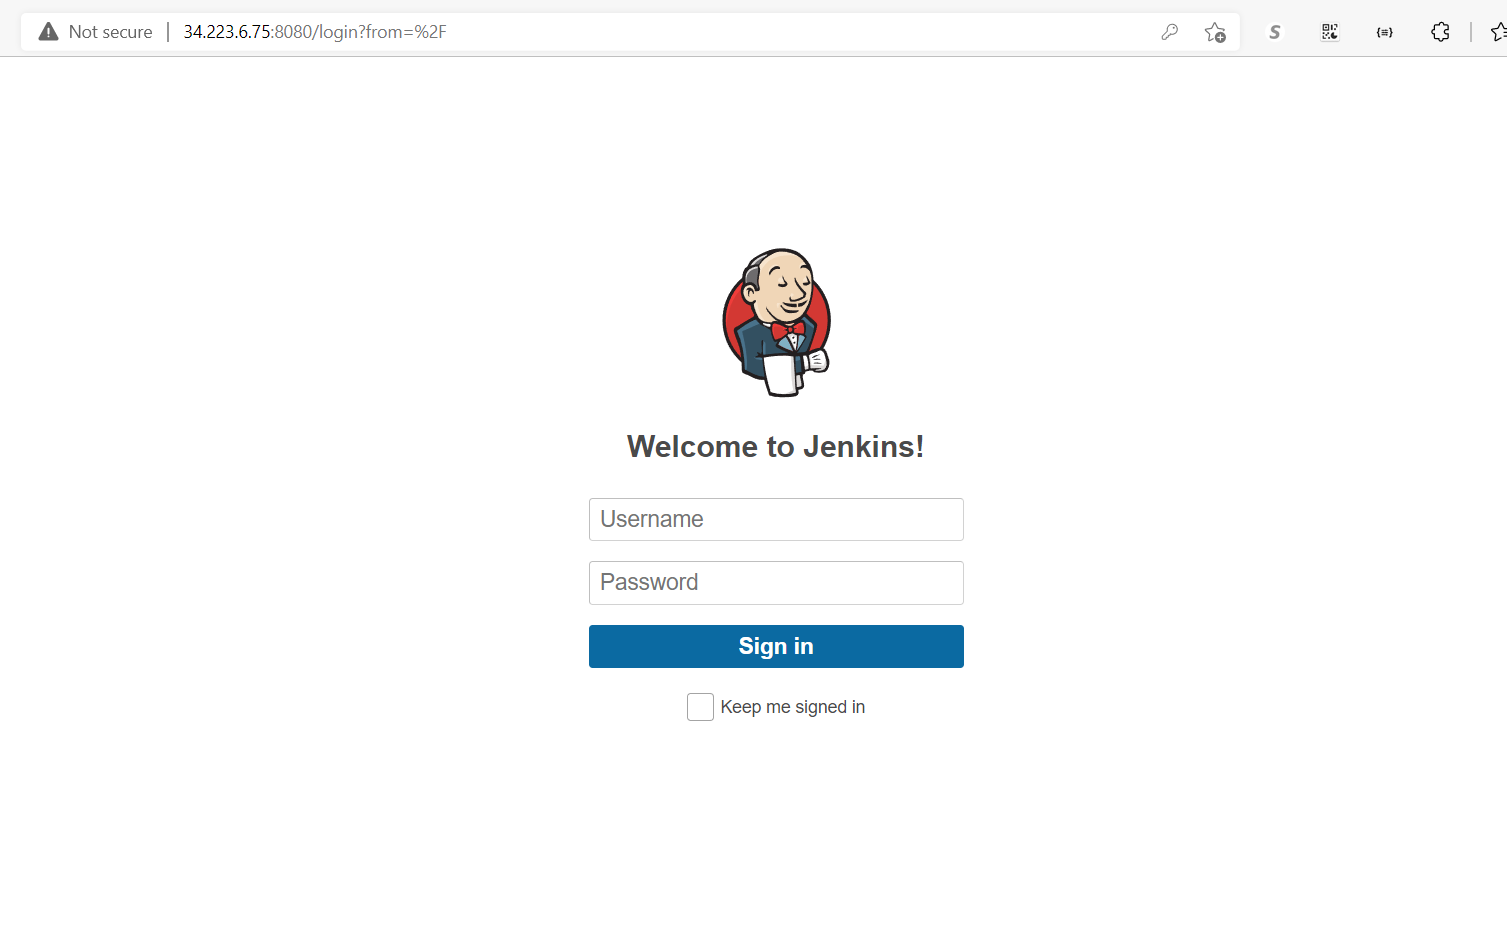 Not secure | 34.223.6.75:8080/login?from=%2F
Welcome to Jenkins!
Username
Password
Sign in
Keep me signed in